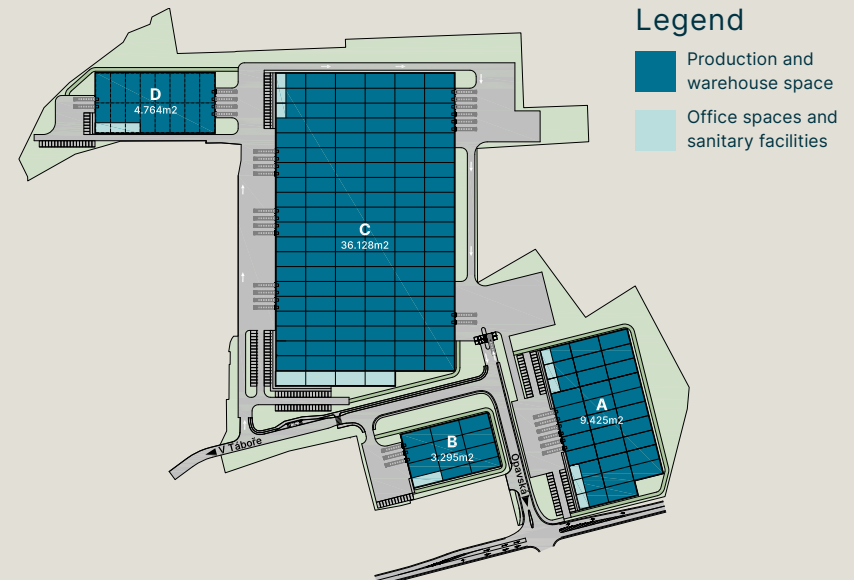 Legend
Production and
warehouse space
Office spaces and
sanitary facilities
D
4.764m2
C
36.128m2
A
9.425m2
B
3.295m2
V Táboře
Opavská